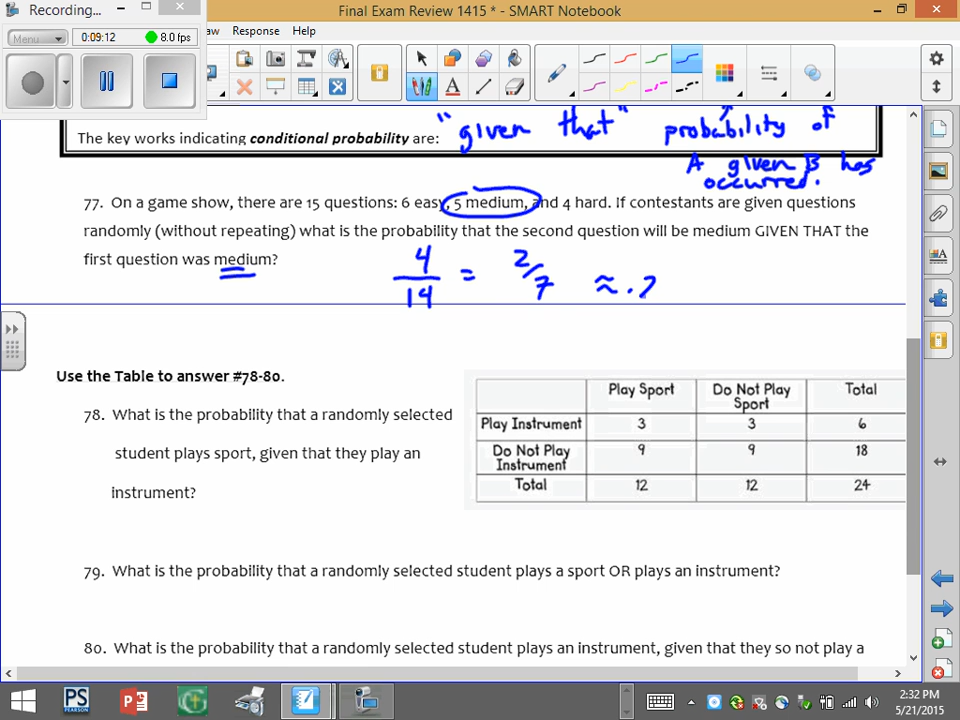 Recording...
Final Exam Review 1415 * - SMART Notebook
Menu
0:09:12
8.0 fps
aw Response Help
The key works indicating conditional probability are:
"given that" probability of
A given B has
occurred.
77. On a game show, there are 15 questions: 6 easy, 5 medium, and 4 hard. If contestants are given questions
randomly (without repeating) what is the probability that the second question will be medium GIVEN THAT the
first question was medium?
4/14 = 2/7 ≈ .2
Use the Table to answer #78-80.
78. What is the probability that a randomly selected
student plays sport, given that they play an
instrument?
Play Sport Do Not Play Sport Total
Play Instrument 3 3 6
Do Not Play Instrument 9 9 18
Total 12 12 24
79. What is the probability that a randomly selected student plays a sport OR plays an instrument?
80. What is the probability that a randomly selected student plays an instrument, given that they so not play a
PS
PEARSON
2:32 PM
5/21/2015